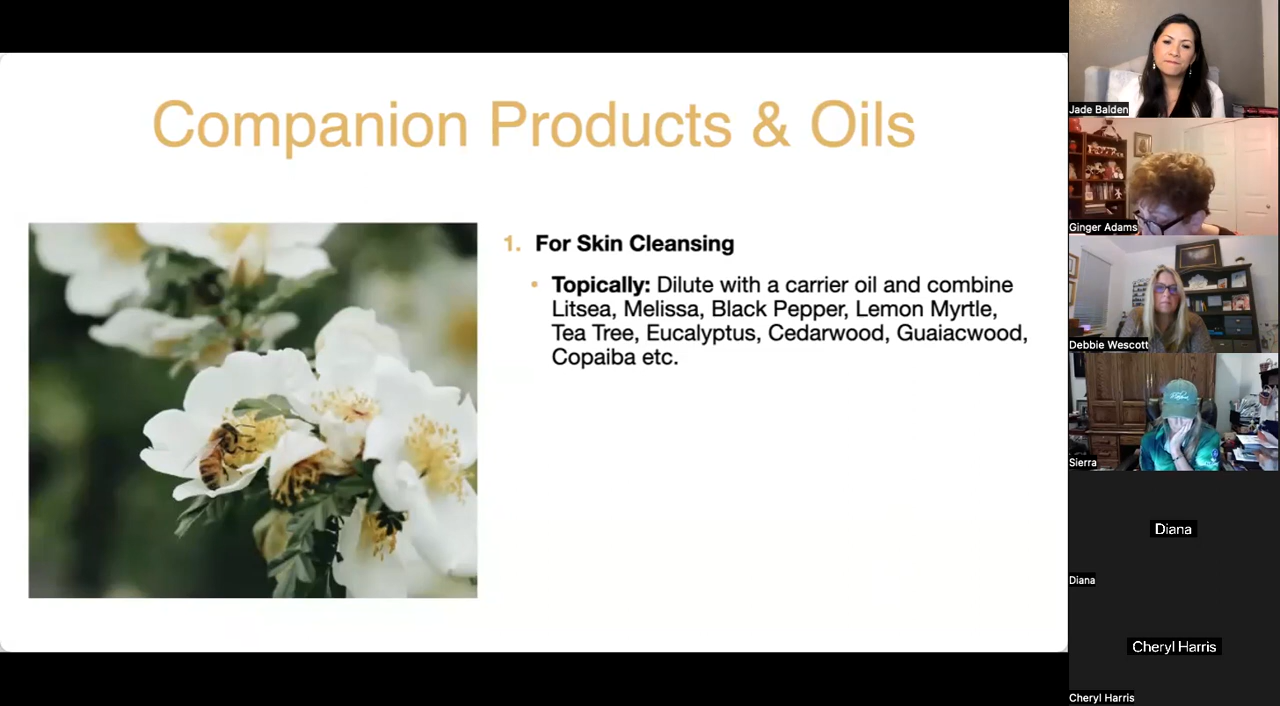 Companion Products & Oils
1. For Skin Cleansing
• Topically: Dilute with a carrier oil and combine
Litsea, Melissa, Black Pepper, Lemon Myrtle,
Tea Tree, Eucalyptus, Cedarwood, Guaiacwood,
Copaiba etc.
Jade Balden
Ginger Adams
Debbie Wescott
Sierra
Diana
Diana
Cheryl Harris
Cheryl Harris